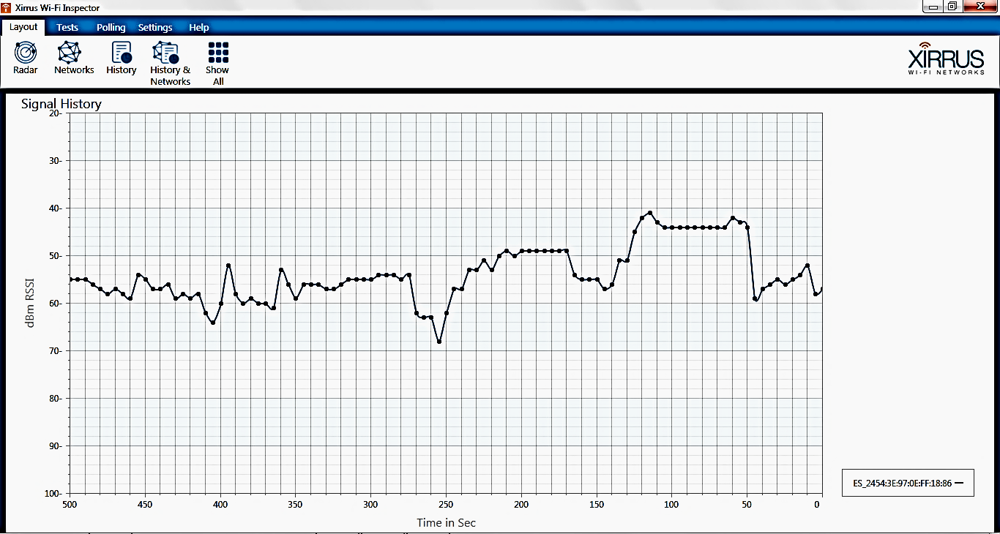 Xirrus Wi-Fi Inspector
Layout Tests Polling Settings Help
Radar Networks History History & Networks Show All
XIRRUS
WI-FI NETWORKS
Signal History
20-
30-
40-
50-
60-
70-
80-
90-
100-
dBm RSSI
500 450 400 350 300 250 200 150 100 50 0
Time in Sec
ES_2454:3E:97:0E:FF:18:86